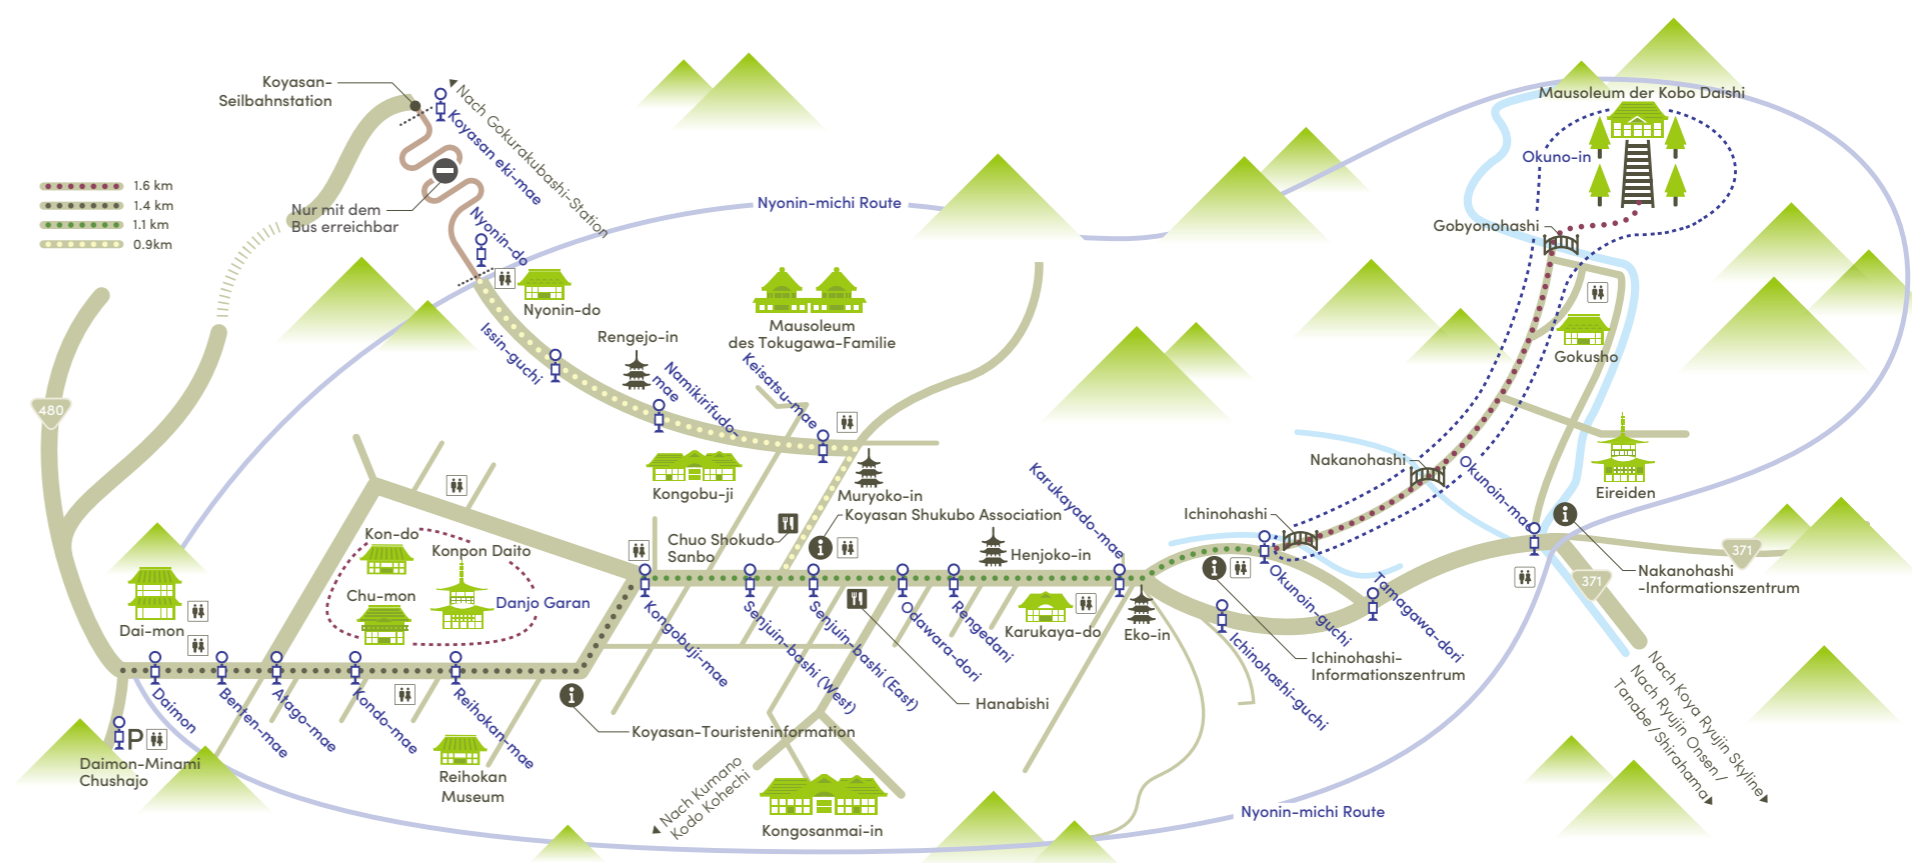 Koyasan-
Seilbahnstation
Nach Gokurakubashi-Station
Koyasan eki-mae
1.6 km
1.4 km
1.1 km
0.9km
Nur mit dem
Bus erreichbar
Nyonin-do
Nyonin-do
Issin-guchi
Rengejo-in
Namikirifudo-
mae
Keisatsu-mae
Mausoleum
des Tokugawa-Familie
Nyonin-michi Route
Mausoleum der Kobo Daishi
Okuno-in
Gobyonohashi
Gokusho
Eireiden
Nakanohashi
Okunoin-mae
Ichinohashi
480
Kongobu-ji
Muryoko-in
Koyasan Shukubo Association
Chuo Shokudo
Sanbo
Henjoko-in
Karukayado-mae
Kon-do
Konpon Daito
Chu-mon
Danjo Garan
Dai-mon
371
371
Nakanohashi
-Informationszentrum
Karukaya-do
Eko-in
Okunoin-guchi
Tamagawa-dori
Ichinohashi-guchi
Ichinohashi-
Informationszentrum
Daimon
Benten-mae
Atago-mae
Kondo-mae
Reihokan-mae
Kongobuji-mae
Senjuin-bashi (West)
Senjuin-bashi (East)
Odawara-dori
Rengedani
Hanabishi
Koyasan-Touristeninformation
P
Daimon-Minami
Chushajo
Reihokan
Museum
Nach Kumano
Kodo Kohechi
Kongosanmai-in
Nyonin-michi Route
Nach Koya Ryujin Skyline
Nach Ryujin Onsen /
Tanabe / Shirahama